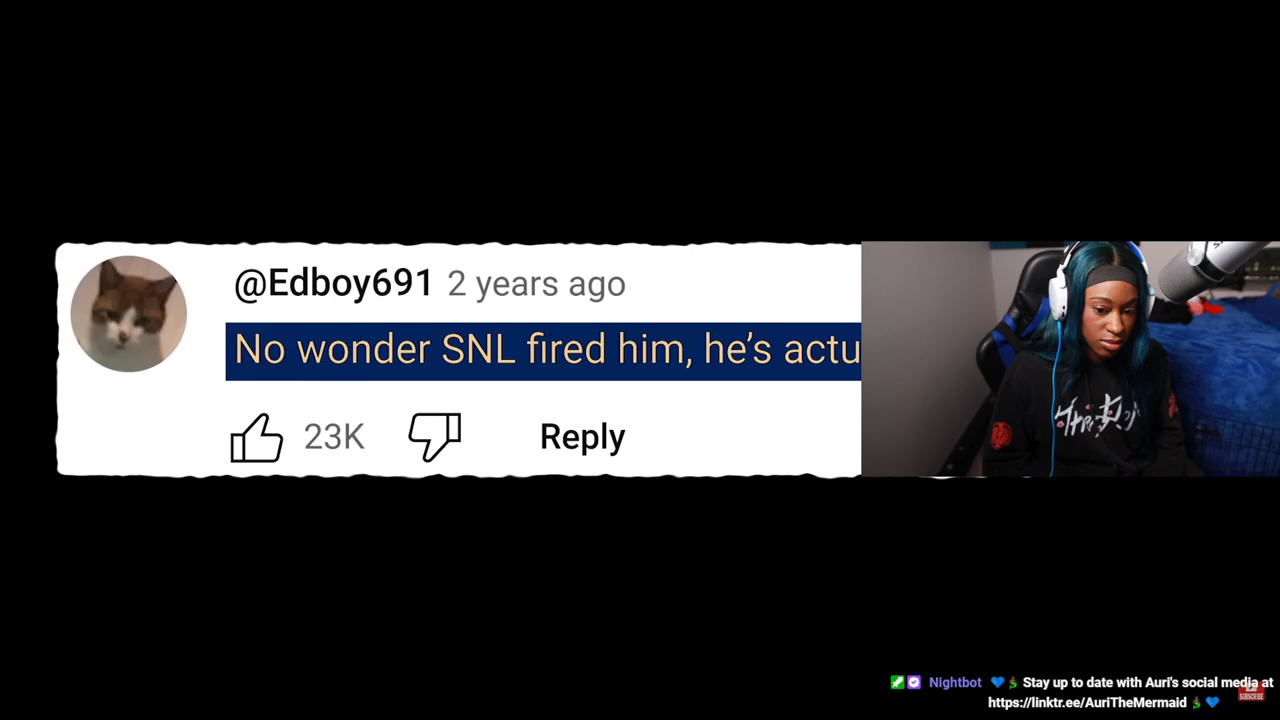 @Edboy691 2 years ago
No wonder SNL fired him, he's actu
23K Reply
Nightbot 💙🧜🏿‍♀️ Stay up to date with Auri's social media at
https://linktr.ee/AuriTheMermaid 🧜🏿‍♀️💙
SUBSCRIBE